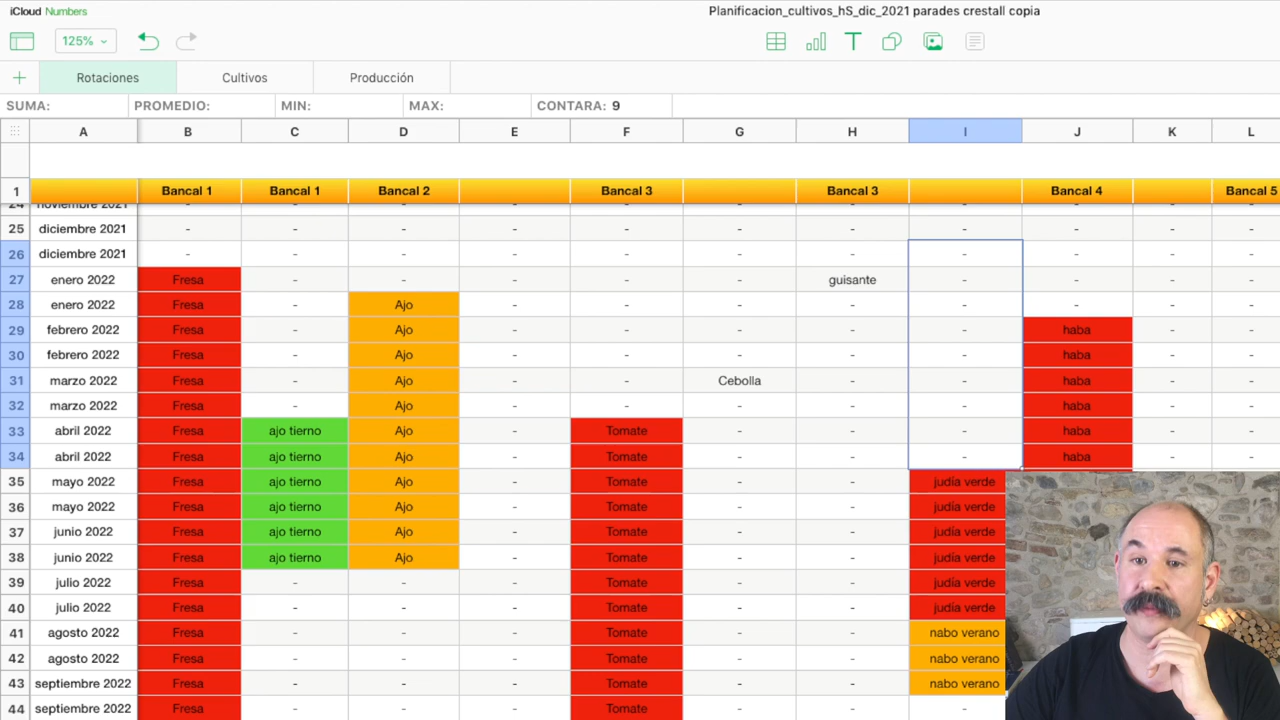 iCloud Numbers
Planificacion_cultivos_hS_dic_2021 parades crestall copia
125%
Rotaciones Cultivos Producción
SUMA: PROMEDIO: MIN: MAX: CONTARA: 9
A B C D E F G H I J K L
1 Bancal 1 Bancal 1 Bancal 2 Bancal 3 Bancal 3 Bancal 4 Bancal 5
24 noviembre 2021 - - - - - - - - - - -
25 diciembre 2021 - - - - - - - - - - -
26 diciembre 2021 - - - - - - - - - - -
27 enero 2022 Fresa - - - - - guisante - - - -
28 enero 2022 Fresa - Ajo - - - - - - - -
29 febrero 2022 Fresa - Ajo - - - - - haba - -
30 febrero 2022 Fresa - Ajo - - - - - haba - -
31 marzo 2022 Fresa - Ajo - - Cebolla - - haba - -
32 marzo 2022 Fresa - Ajo - - - - - haba - -
33 abril 2022 Fresa ajo tierno Ajo - Tomate - - - haba - -
34 abril 2022 Fresa ajo tierno Ajo - Tomate - - - haba - -
35 mayo 2022 Fresa ajo tierno Ajo - Tomate - - judía verde
36 mayo 2022 Fresa ajo tierno Ajo - Tomate - - judía verde
37 junio 2022 Fresa ajo tierno Ajo - Tomate - - judía verde
38 junio 2022 Fresa ajo tierno Ajo - Tomate - - judía verde
39 julio 2022 Fresa - - - Tomate - - judía verde
40 julio 2022 Fresa - - - Tomate - - judía verde
41 agosto 2022 Fresa - - - Tomate - - nabo verano
42 agosto 2022 Fresa - - - Tomate - - nabo verano
43 septiembre 2022 Fresa - - - Tomate - - nabo verano
44 septiembre 2022 Fresa - - - Tomate - - -